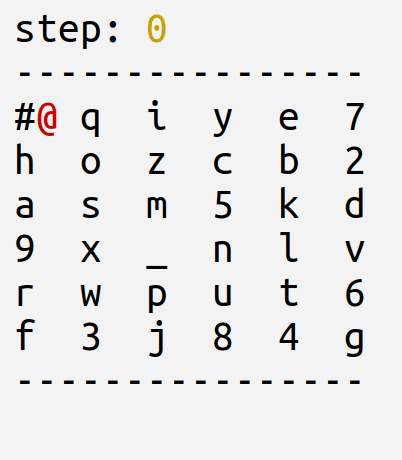 step: 0
----------------
#@ q  i  y  e  7
h  o  z  c  b  2
a  s  m  5  k  d
9  x  _  n  l  v
r  w  p  u  t  6
f  3  j  8  4  g
----------------